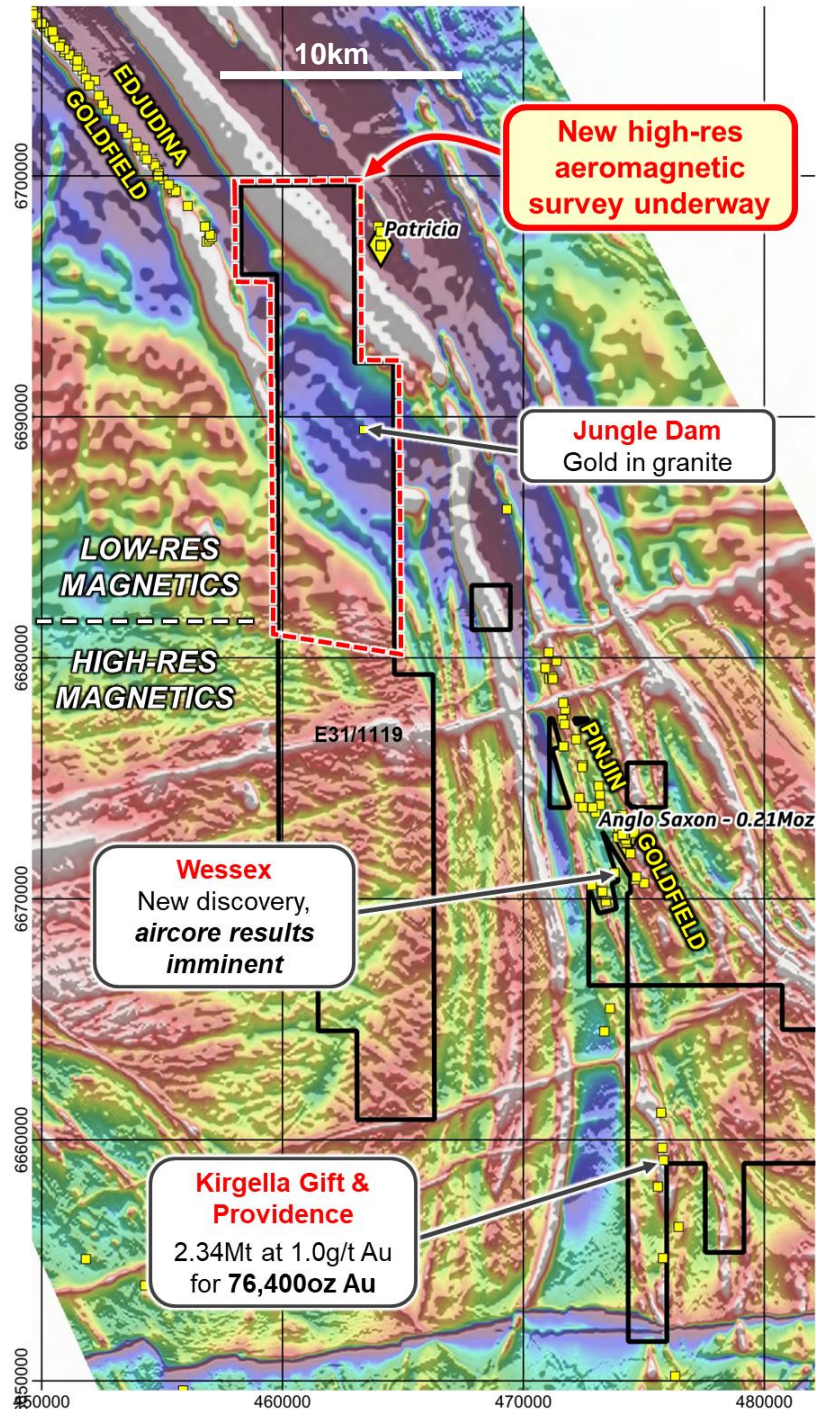 10km
EDJUDINA
GOLDFIELD
New high-res
aeromagnetic
survey underway
6700000
Patricia
6690000
Jungle Dam
Gold in granite
LOW-RES
MAGNETICS
HIGH-RES
MAGNETICS
6680000
E31/1119
PINJIN
GOLDFIELD
Anglo Saxon - 0.21Moz
Wessex
New discovery,
aircore results
imminent
6670000
6660000
Kirgella Gift &
Providence
2.34Mt at 1.0g/t Au
for 76,400oz Au
6650000
450000
460000
470000
480000